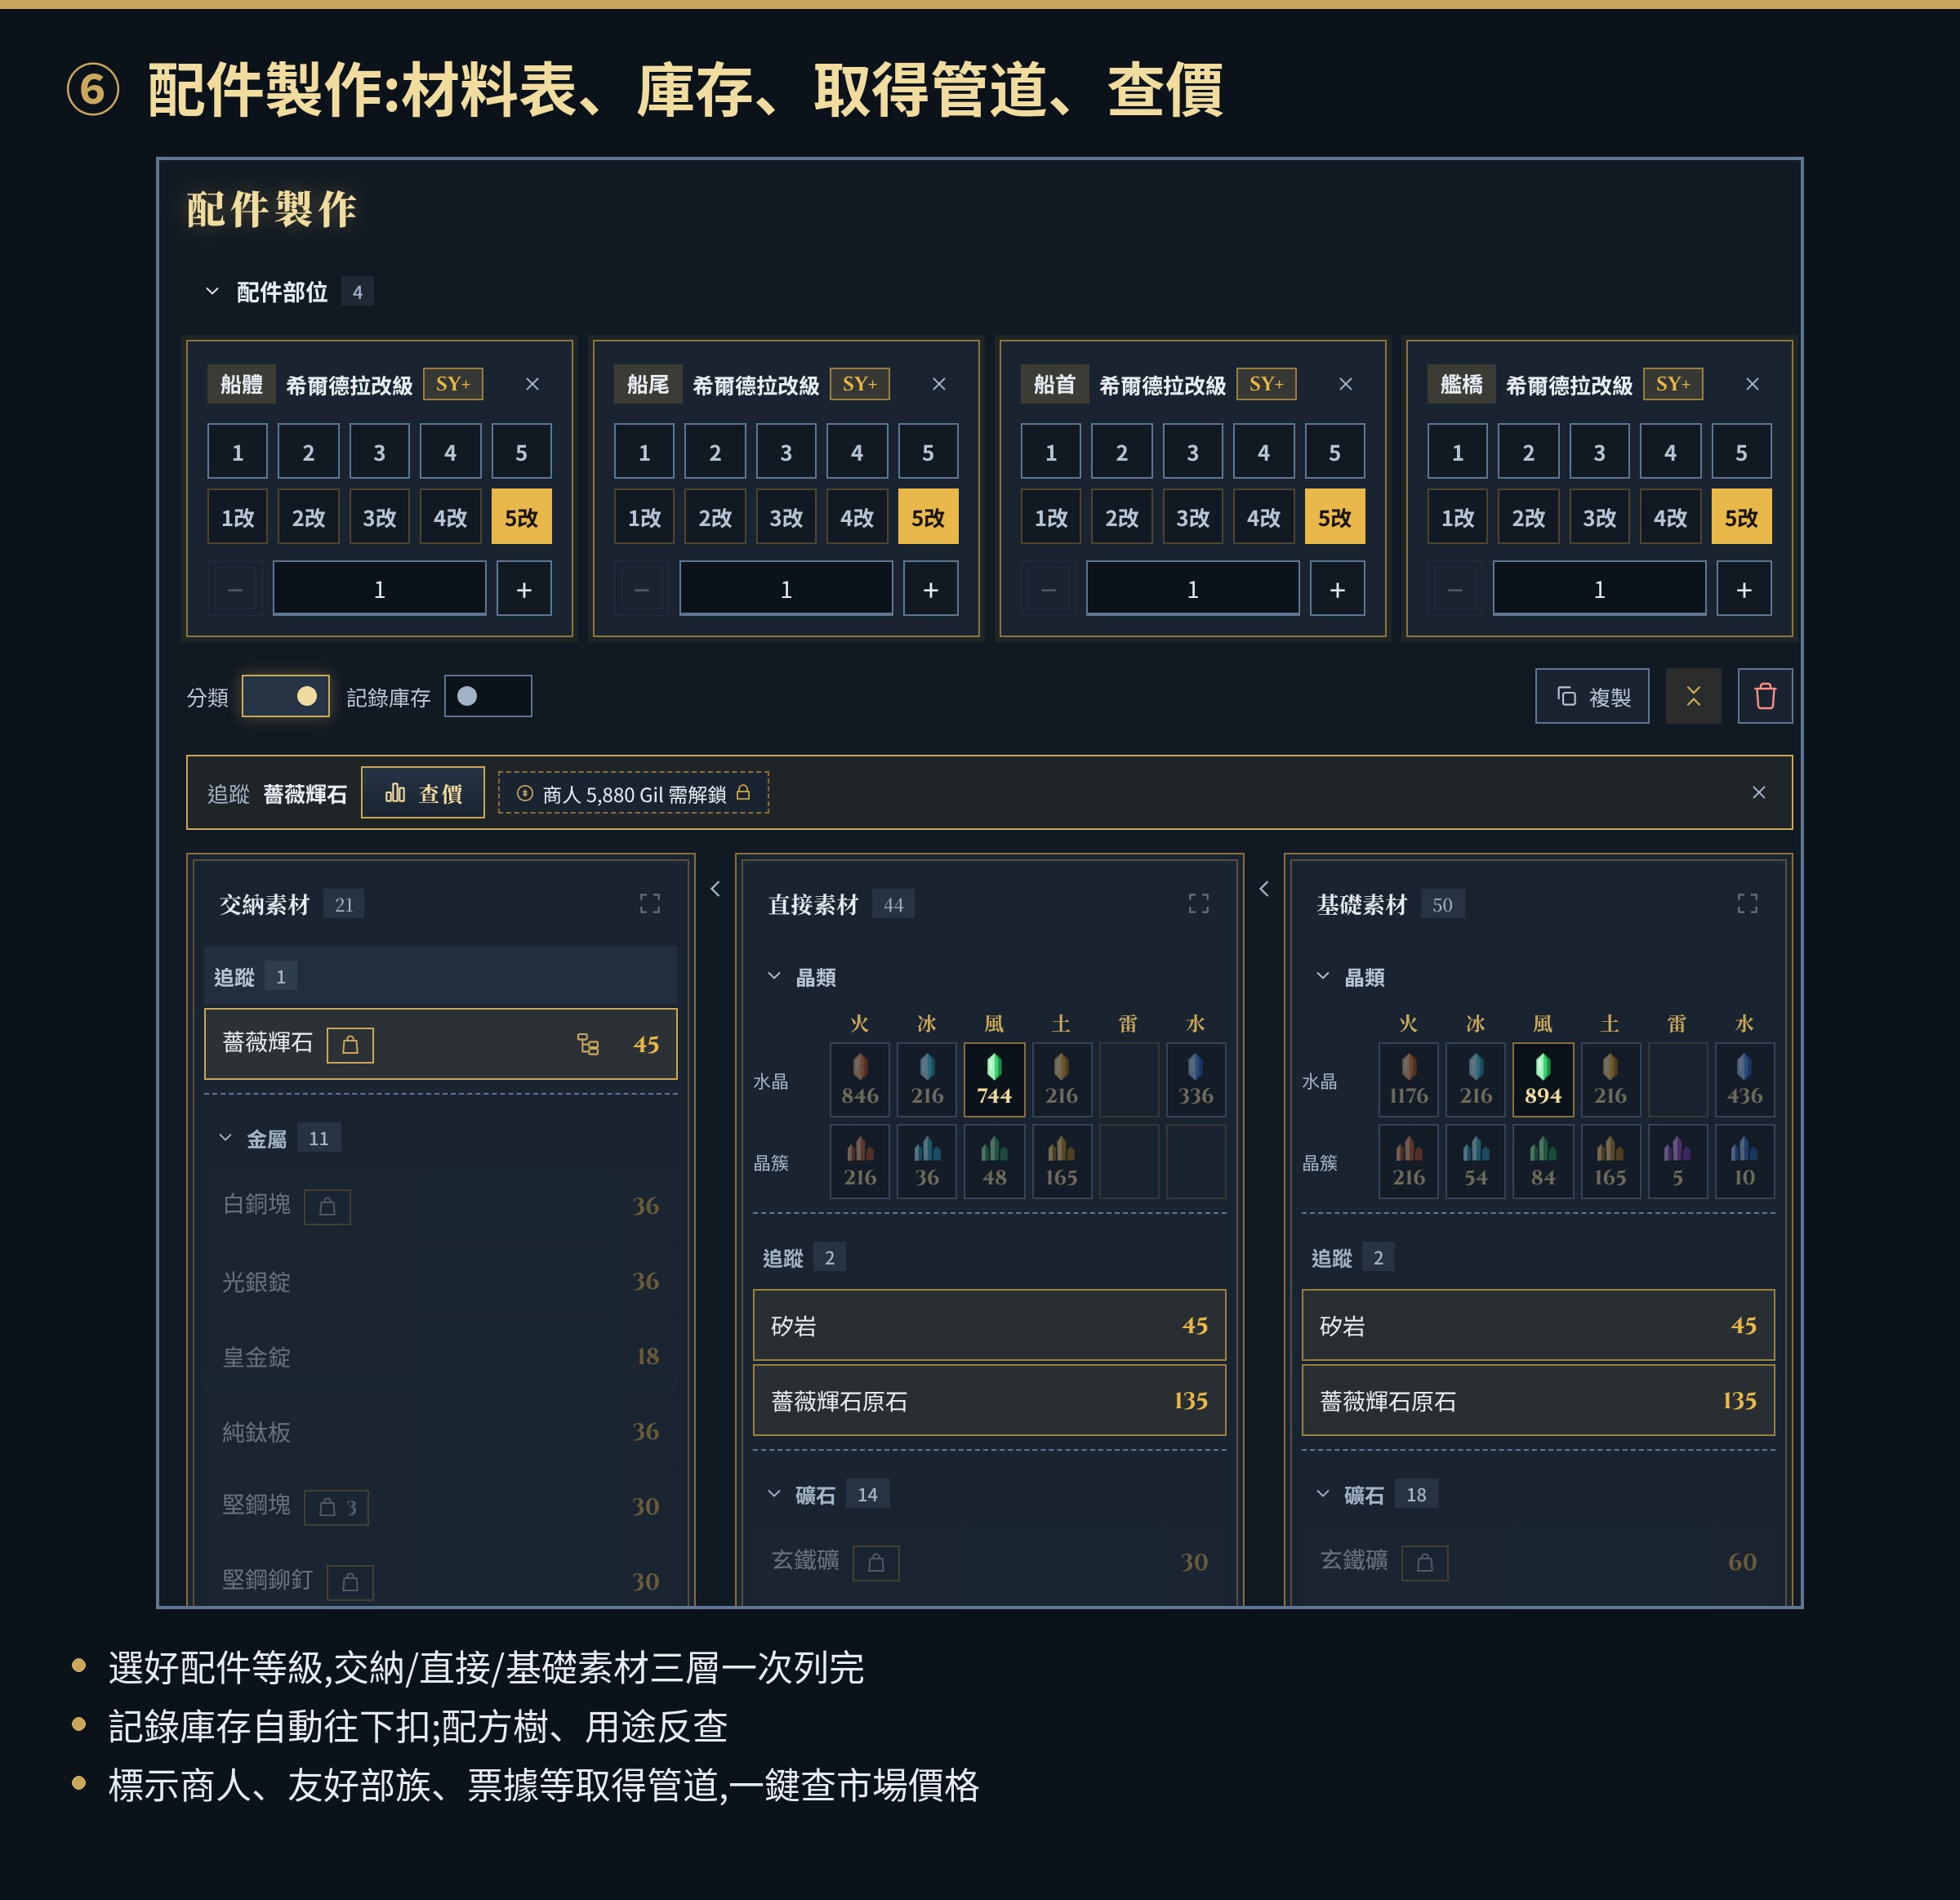 ⑥ 配件製作:材料表、庫存、取得管道、查價
配件製作
配件部位 4
船體 希爾德拉改級 SY+ ×
1 2 3 4 5
1改 2改 3改 4改 5改
− 1 +
船尾 希爾德拉改級 SY+ ×
1 2 3 4 5
1改 2改 3改 4改 5改
− 1 +
船首 希爾德拉改級 SY+ ×
1 2 3 4 5
1改 2改 3改 4改 5改
− 1 +
艦橋 希爾德拉改級 SY+ ×
1 2 3 4 5
1改 2改 3改 4改 5改
− 1 +
分類 記錄庫存 複製
追蹤 薔薇輝石 查價 商人 5,880 Gil 需解鎖 ×
交納素材 21
追蹤 1
薔薇輝石 45
金屬 11
白銅塊 36
光銀錠 36
皇金錠 18
純鈦板 36
堅鋼塊 3 30
堅鋼鉚釘 30
直接素材 44
晶類
火 冰 風 土 雷 水
水晶 846 216 744 216 336
晶簇 216 36 48 165
追蹤 2
矽岩 45
薔薇輝石原石 135
礦石 14
玄鐵礦 30
基礎素材 50
晶類
火 冰 風 土 雷 水
水晶 1176 216 894 216 436
晶簇 216 54 84 165 5 10
追蹤 2
矽岩 45
薔薇輝石原石 135
礦石 18
玄鐵礦 60
選好配件等級,交納/直接/基礎素材三層一次列完
記錄庫存自動往下扣;配方樹、用途反查
標示商人、友好部族、票據等取得管道,一鍵查市場價格